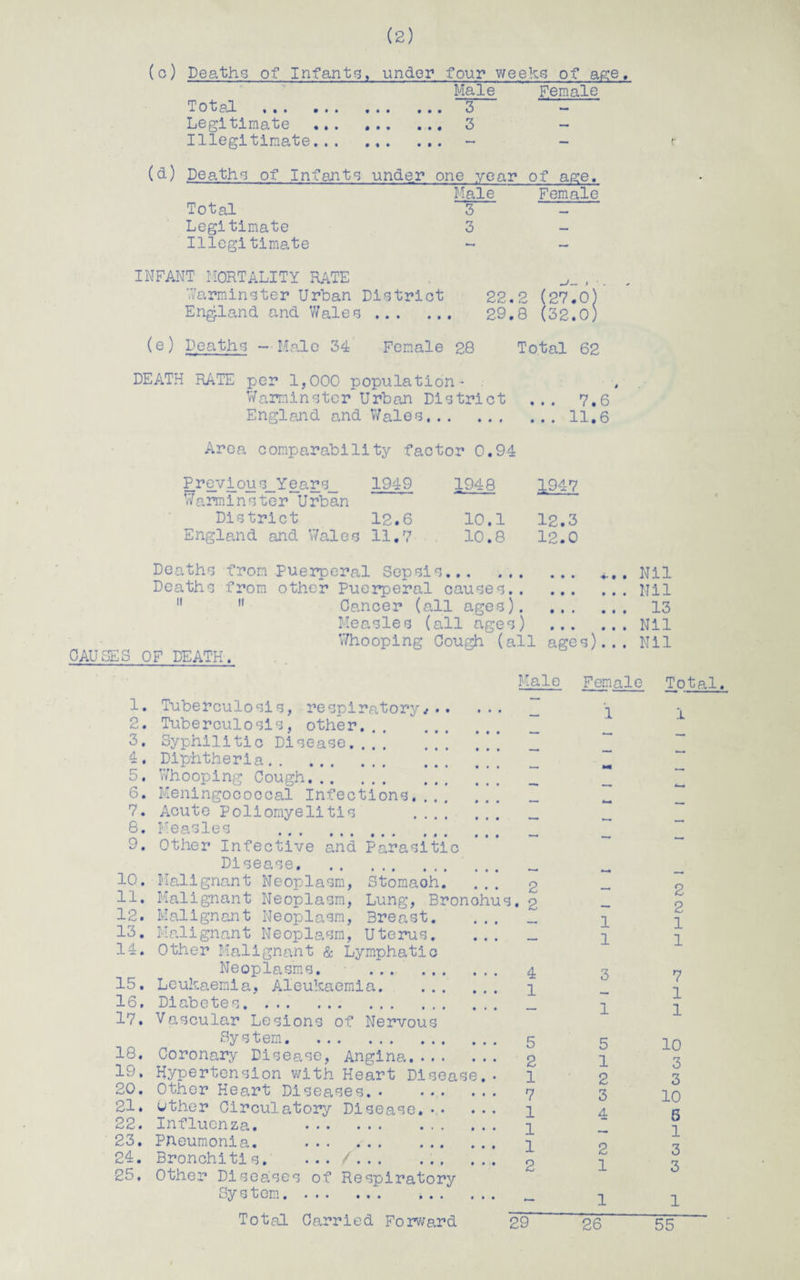 (2)
(c) Deaths of Infants, under four weeks of age.
Male Female
Total ... ... ... ... 3 -
Legitimate ... ... ... 3 -
Illegitimate... ... ... - -
(d) Deaths of Infants under one year of age.
Male Female
Total 3 -
Legitimate 3 -
Illegitimate - -
INFANT MORTALITY RATE
Warminster Urban District 22.2 (27.0)
England and Wales ... ... 29.8 (32.0)
(e) Deaths - Male 34 Female 28 Total 62
DEATH RATE per 1,000 population-
Warminster Urban District ... 7.6
England and Wales... ... ... 11.6
Area comparability factor 0.94
Previous Years 1949 1948 1947
Warminster Urban
District 12.6 10.1 12.3
England and Wales 11.7 10.8 12.0
Deaths from Puerperal Sepsis... ... ... ... Nil
Deaths from other Puerperal causes.. ... ... Nil
" " Cancer (all ages). ... ... 13
Measles (all ages) ... ... Nil
Whooping Cough (all ages)... Nil
CAUSES OF DEATH.
Male Female Total.
1. Tuberculosis, respiratory... ... - 1 1
2. Tuberculosis, other... ... ... - - -
3. Syphilitic Disease.... ... ... - - -
4. Diphtheria.. ... ... ... ... - - -
5. Whooping Cough... ... ... ... - - -
6. Meningococcal Infections.... ... - - -
7. Acute Poliomyelitis .... ... - - -
8. Measles ... ... ... ... ... - - -
9. Other Infective and Parasitic
Disease. .. ... ... ... - - -
10. Malignant Neoplasm, Stomaoh. ... 2 - 2
11. Malignant Neoplasm, Lung, Bronohus. 2 - 2
12. Malignant Neoplasm, Breast. ... - 1 1
13. Malignant Neoplasm, Uterus. ... - 1 1
14. Other Malignant & Lymphatic
Neoplasms. ... ... ... 4 3 7
15. Leukaemia, Aleukaemia. ... ... 1 - 1
16. Diabetes. ... ... ... ... ... - 1 1
17. Vascular Lesions of Nervous
System. ... ... ... ... 5 5 10
18. Coronary Disease, Angina.... ... 2 1 3
19. Hypertension with Heart Disease.. 1 2 3
20. Other Heart Diseases.. ... ... 7 3 10
21. Other Circulatory Disease... ... 1 4 5
22. Influenza. ... ... ... ... 1 - 1
23. Pneumonia. ... ... ... ... 1 2 3
24. Bronchitis. .../... ... ... 2 1 3
25. Other Diseases of Respiratory
System. ... ... ... ... - 1 1
Total Carried Forward 29 26 55